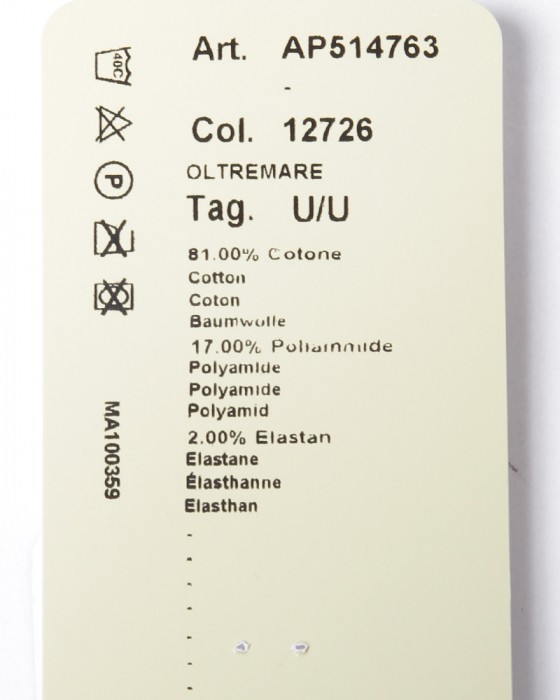 40C
Art. AP514763
-
Col. 12726
P
OLTREMARE
Tag. U/U
81.00% Cotone
Cotton
Coton
Baumwolle
17.00% Poliammide
Polyamide
Polyamide
Polyamid
2.00% Elastan
Elastane
Élasthanne
Elasthan
-
-
-
-
-
-
-
MA100359